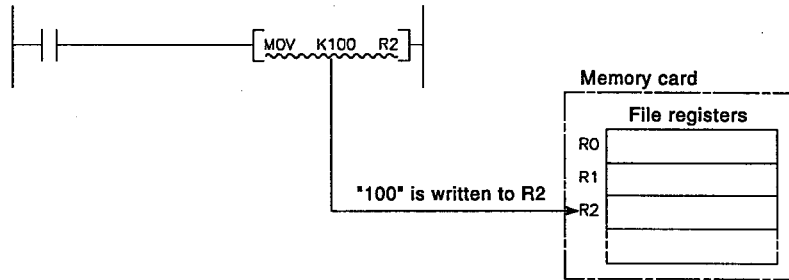 MOV K100 R2
Memory card
File registers
R0
R1
"100" is written to R2
R2